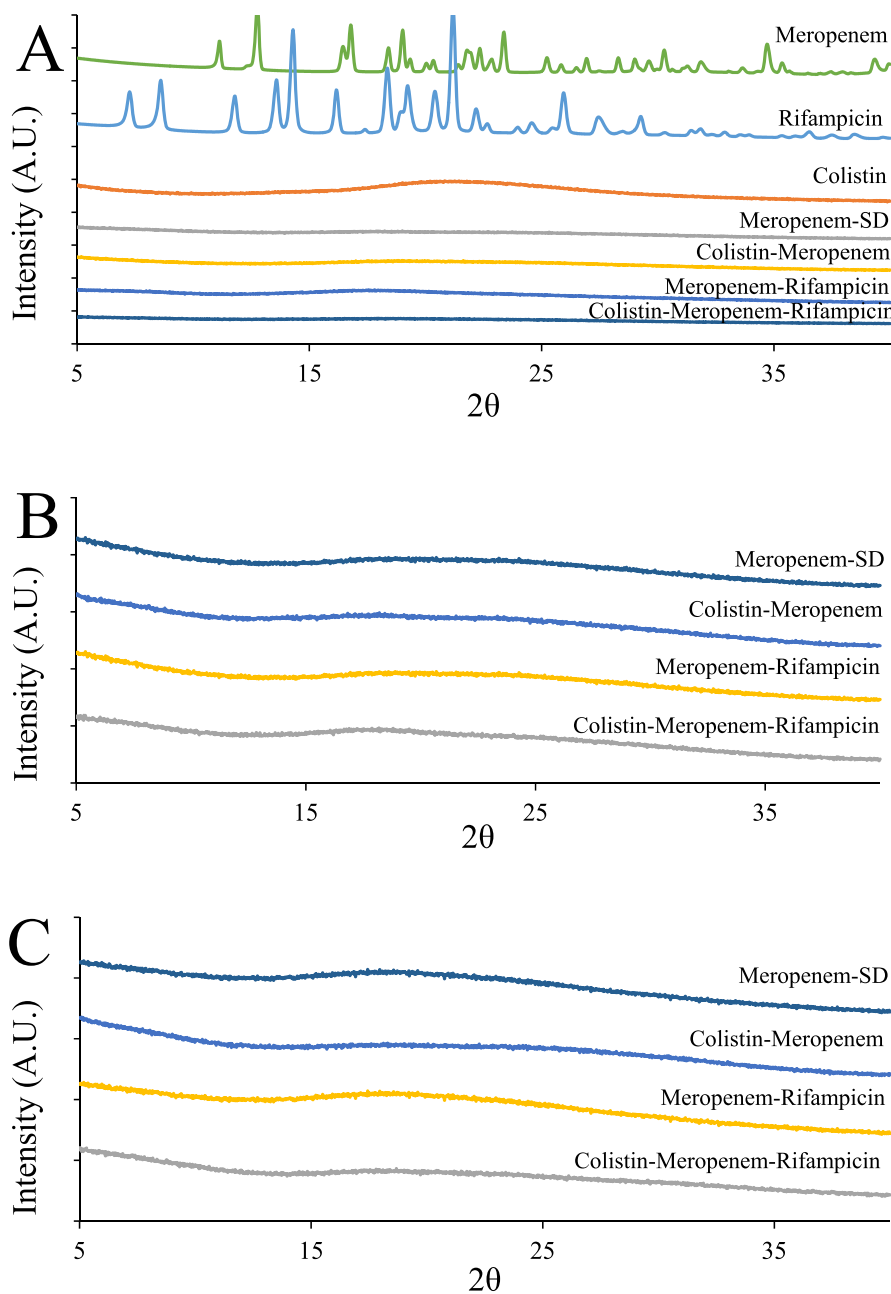 A
Intensity (A.U.)
Meropenem
Rifampicin
Colistin
Meropenem-SD
Colistin-Meropenem
Meropenem-Rifampicin
Colistin-Meropenem-Rifampicin
5 15 25 35
2θ
B
Intensity (A.U.)
Meropenem-SD
Colistin-Meropenem
Meropenem-Rifampicin
Colistin-Meropenem-Rifampicin
5 15 25 35
2θ
C
Intensity (A.U.)
Meropenem-SD
Colistin-Meropenem
Meropenem-Rifampicin
Colistin-Meropenem-Rifampicin
5 15 25 35
2θ